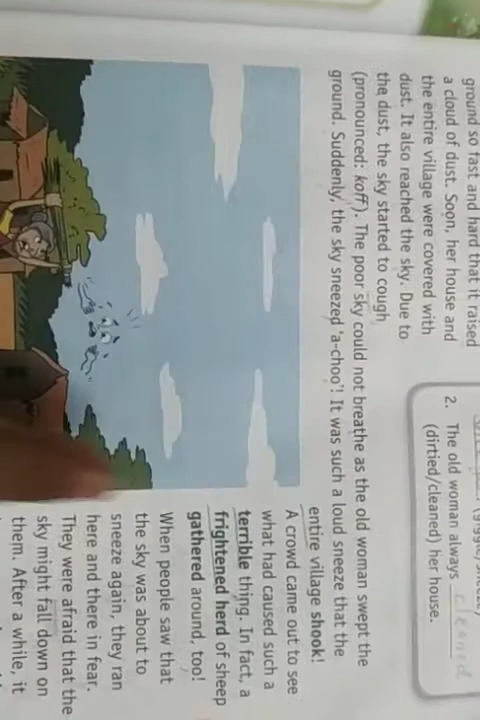 ground so fast and hard that it raised
a cloud of dust. Soon, her house and
the entire village were covered with
dust. It also reached the sky. Due to
the dust, the sky started to cough
(pronounced: koff). The poor sky could not breathe as the old woman swept the
ground. Suddenly, the sky sneezed 'a-choo'! It was such a loud sneeze that the
entire village shook!
A crowd came out to see
what had caused such a
terrible thing. In fact, a
frightened herd of sheep
gathered around, too!
When people saw that
the sky was about to
sneeze again, they ran
here and there in fear.
They were afraid that the
sky might fall down on
them. After a while, it
2. The old woman always cleaned
(dirtied/cleaned) her house.